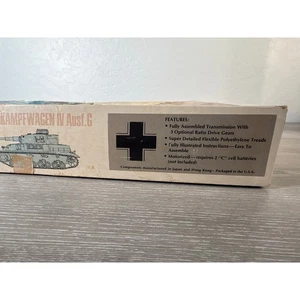 KAMPFWAGEN IV Ausf.G
FEATURES:
• Fully Assembled Transmission With
3 Optional Ratio Drive Gears
• Super Detailed Flexible Polyethylene Treads
• Fully Illustrated Instructions—Easy To
Assemble
• Motorized—requires 2 "C" cell batteries
(not included)
Components manufactured in Japan and Hong Kong—Packaged in the U.S.A.